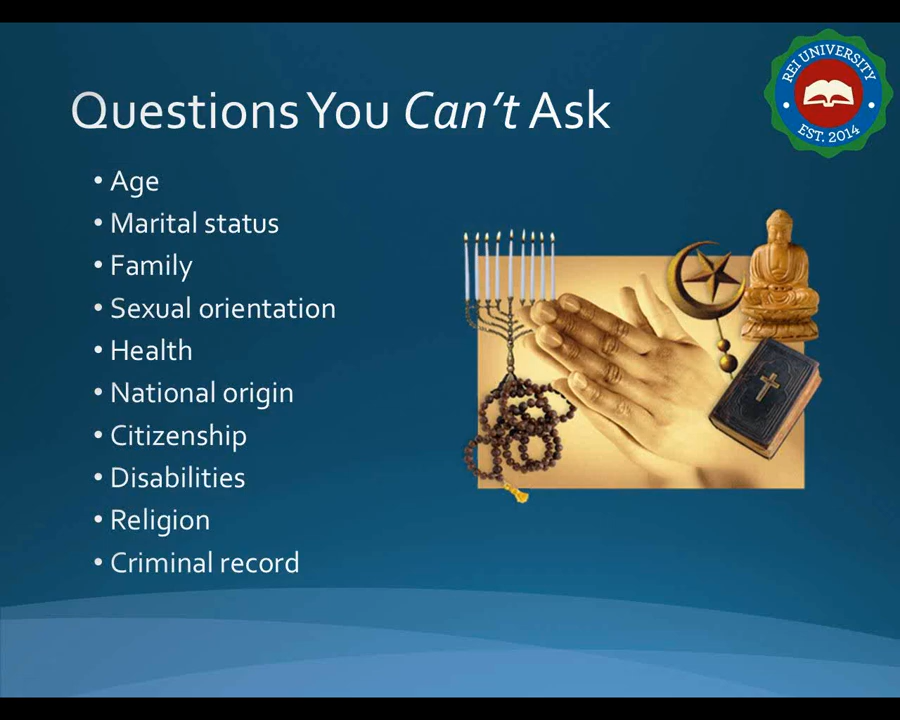 Questions You Can't Ask
• Age
• Marital status
• Family
• Sexual orientation
• Health
• National origin
• Citizenship
• Disabilities
• Religion
• Criminal record
REI UNIVERSITY
EST. 2014